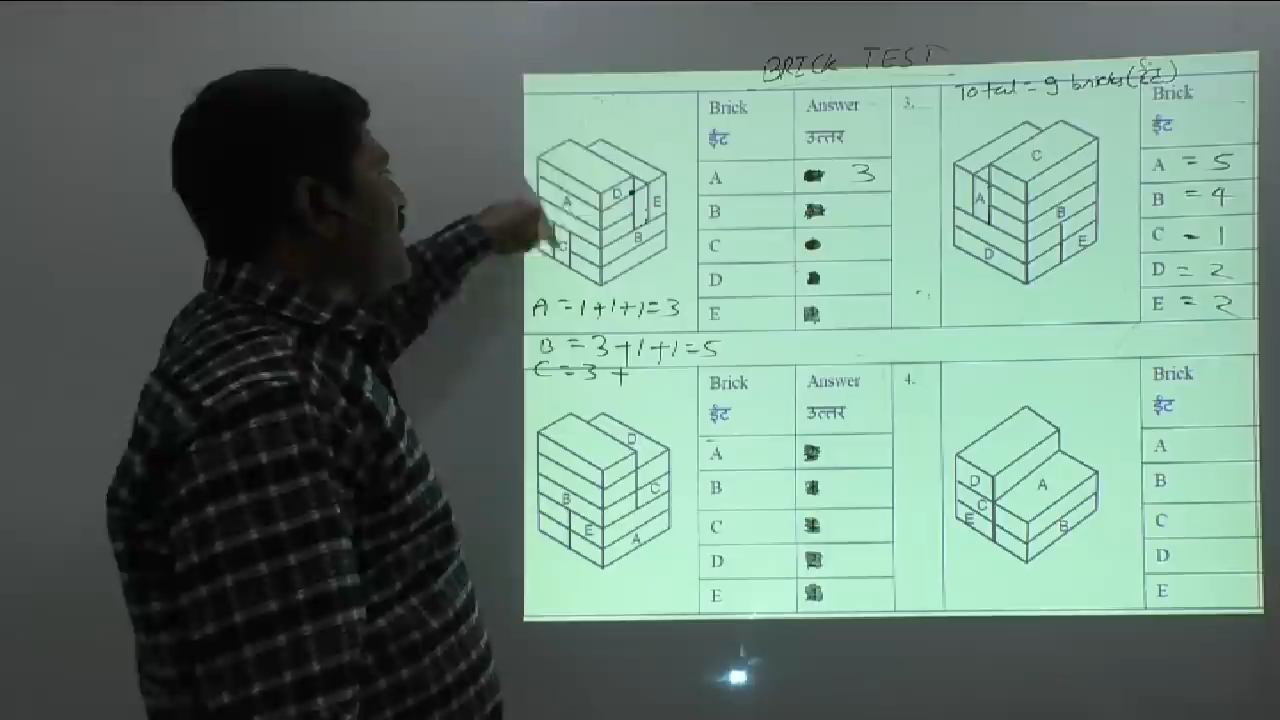 BRICK TEST
Total = 9 bricks(ईंट)
Brick
ईंट
Answer
उत्तर
A 3
B
C
D
E
A
D
E
C
B
A = 1+1+1=3
B = 3+1+1=5
C = 3 +
3.
C
A
B
D
E
Brick
ईंट
A = 5
B = 4
C - 1
D = 2
E = 2
D
B
C
E
A
Brick
ईंट
Answer
उत्तर
A
B
C
D
E
4.
D
A
C
E
B
Brick
ईंट
A
B
C
D
E